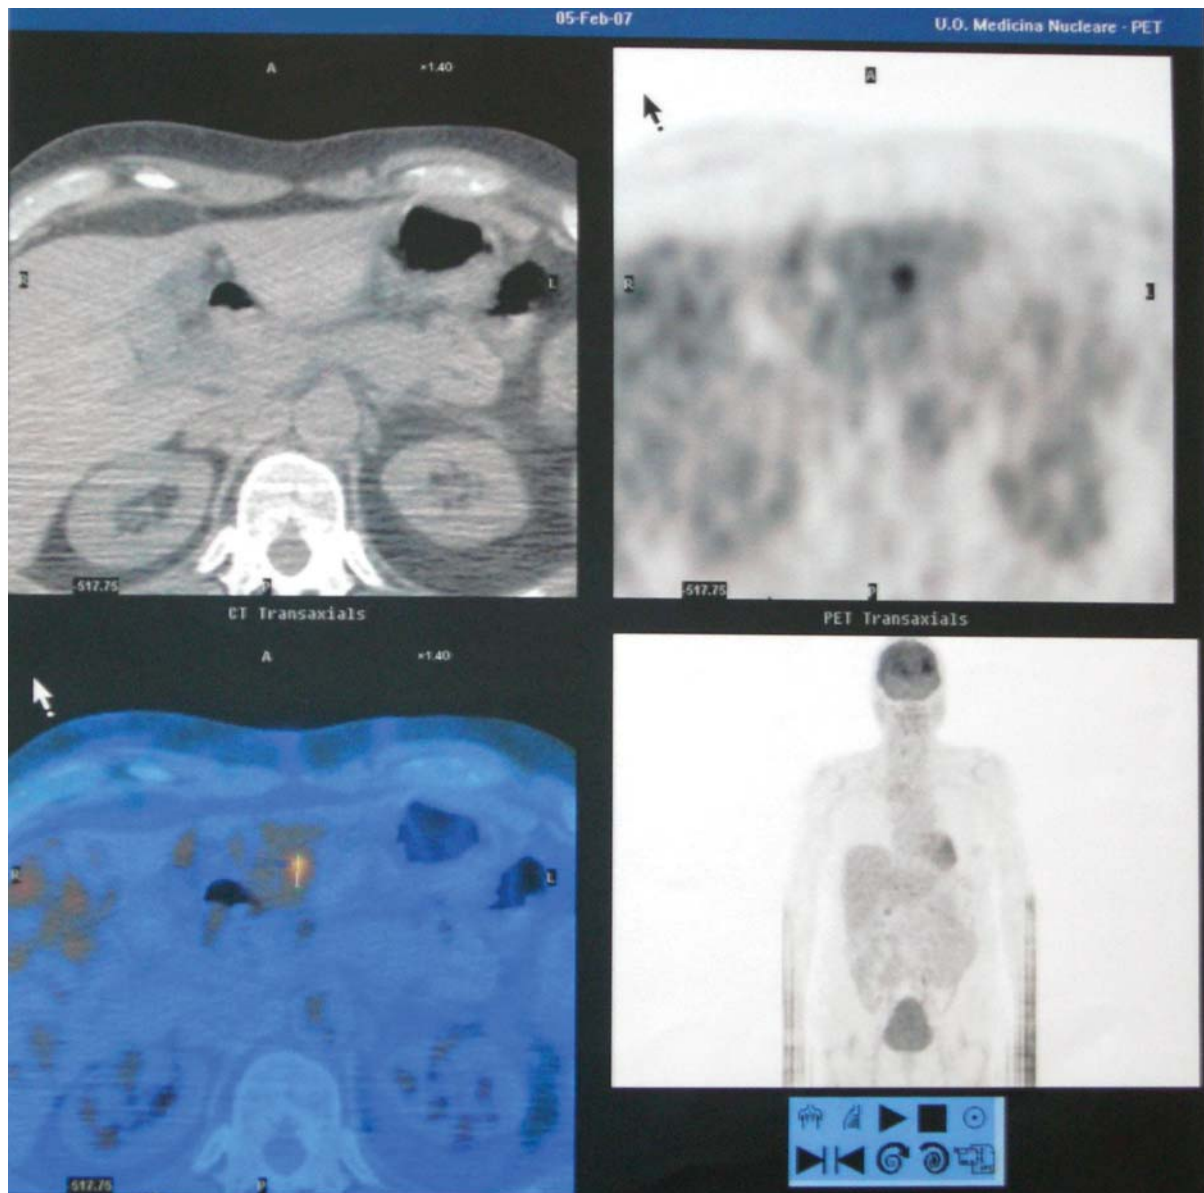 05-Feb-07
U.O. Medicina Nucleare - PET
A
×1.40
A
R
L
R
L
-517.75
P
-517.75
P
CT Transaxials
PET Transaxials
A
×1.40
R
L
-517.75
P